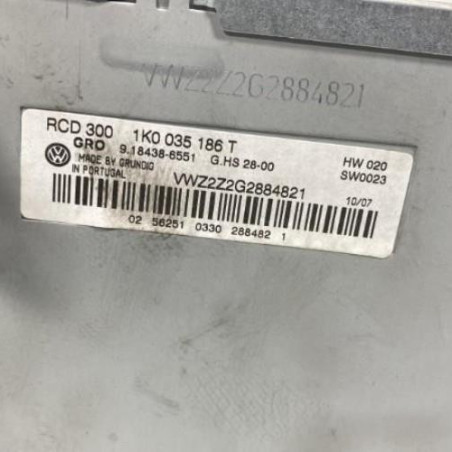 VWZ2Z2G2884821
RCD 300 1K0 035 186 T
GRO 9.18438-6551 G.HS 28-00 HW 020
MADE BY GRUNDIG SW0023
IN PORTUGAL VWZ2Z2G2884821 10/07
02 56251 0330 288482 1